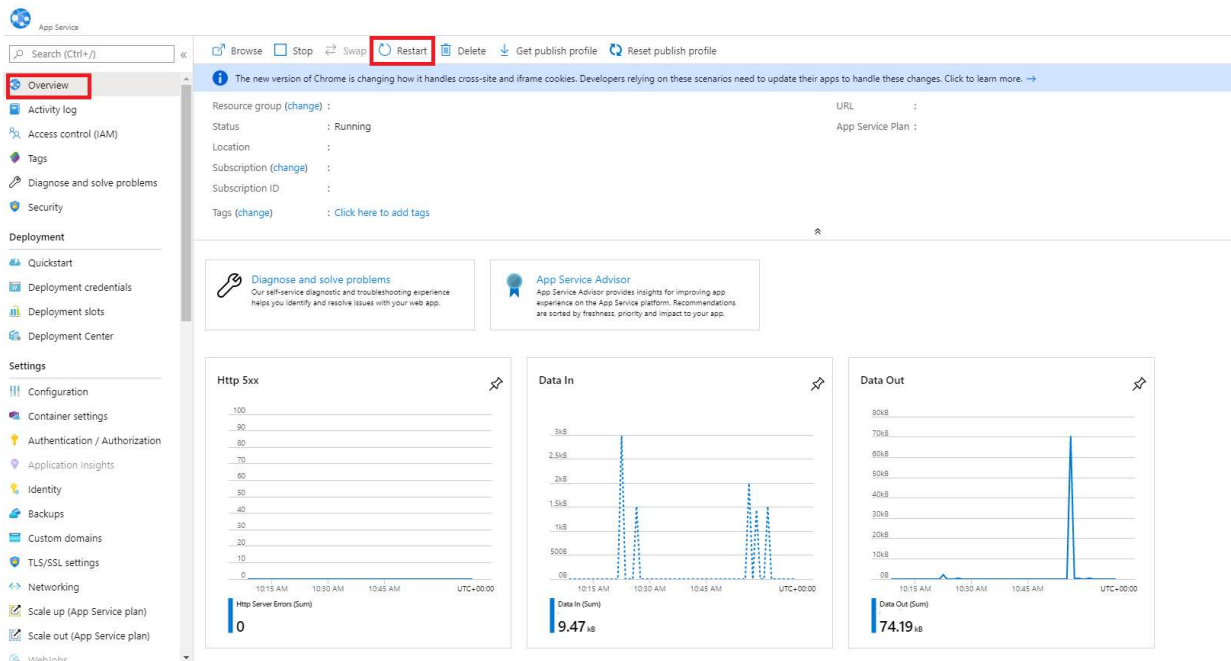 App Service
Search (Ctrl+/)
«
Overview
Activity log
Access control (IAM)
Tags
Diagnose and solve problems
Security
Deployment
Quickstart
Deployment credentials
Deployment slots
Deployment Center
Settings
Configuration
Container settings
Authentication / Authorization
Application Insights
Identity
Backups
Custom domains
TLS/SSL settings
Networking
Scale up (App Service plan)
Scale out (App Service plan)
WebJobs
Browse Stop Swap Restart Delete Get publish profile Reset publish profile
The new version of Chrome is changing how it handles cross-site and iframe cookies. Developers relying on these scenarios need to update their apps to handle these changes. Click to learn more. →
Resource group (change) :
Status : Running
Location :
Subscription (change) :
Subscription ID :
Tags (change) : Click here to add tags
URL :
App Service Plan :
Diagnose and solve problems
Our self-service diagnostic and troubleshooting experience
helps you identify and resolve issues with your web app.
App Service Advisor
App Service Advisor provides insights for improving app
experience on the App Service platform. Recommendations
are sorted by freshness, priority and impact to your app.
Http 5xx
100
90
80
70
60
50
40
30
20
10
0
10:15 AM 10:30 AM 10:45 AM UTC+00:00
Http Server Errors (Sum)
0
Data In
3kB
2.5kB
2kB
1.5kB
1kB
500B
0B
10:15 AM 10:30 AM 10:45 AM UTC+00:00
Data In (Sum)
9.47 kB
Data Out
80kB
70kB
60kB
50kB
40kB
30kB
20kB
10kB
0B
10:15 AM 10:30 AM 10:45 AM UTC+00:00
Data Out (Sum)
74.19 kB